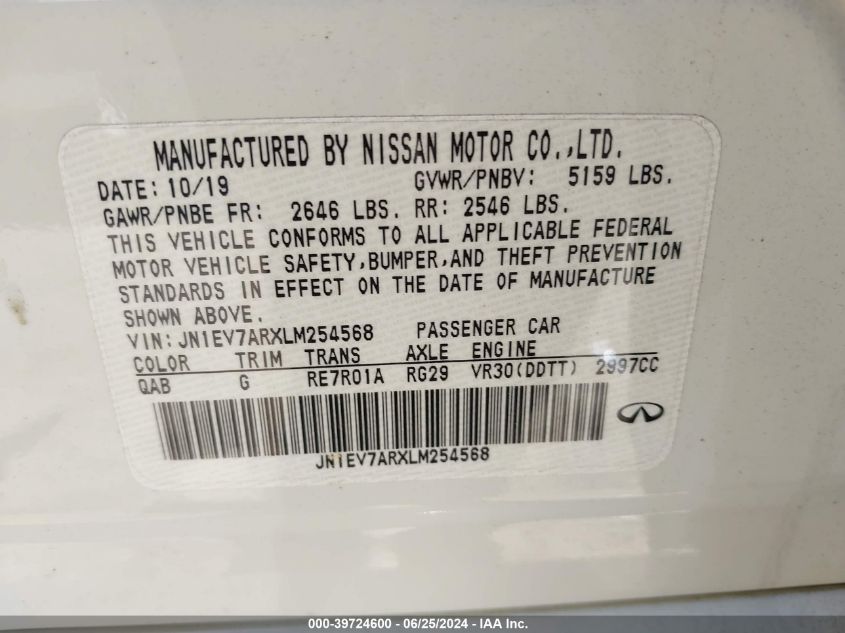 MANUFACTURED BY NISSAN MOTOR CO.,LTD.
DATE: 10/19 GVWR/PNBV: 5159 LBS.
GAWR/PNBE FR: 2646 LBS. RR: 2546 LBS.
THIS VEHICLE CONFORMS TO ALL APPLICABLE FEDERAL
MOTOR VEHICLE SAFETY,BUMPER,AND THEFT PREVENTION
STANDARDS IN EFFECT ON THE DATE OF MANUFACTURE
SHOWN ABOVE.
VIN: JN1EV7ARXLM254568 PASSENGER CAR
COLOR TRIM TRANS AXLE ENGINE
QAB G RE7R01A RG29 VR30(DDTT) 2997CC
JN1EV7ARXLM254568
000-39724600 / 06/25/2024 - IAA Inc.